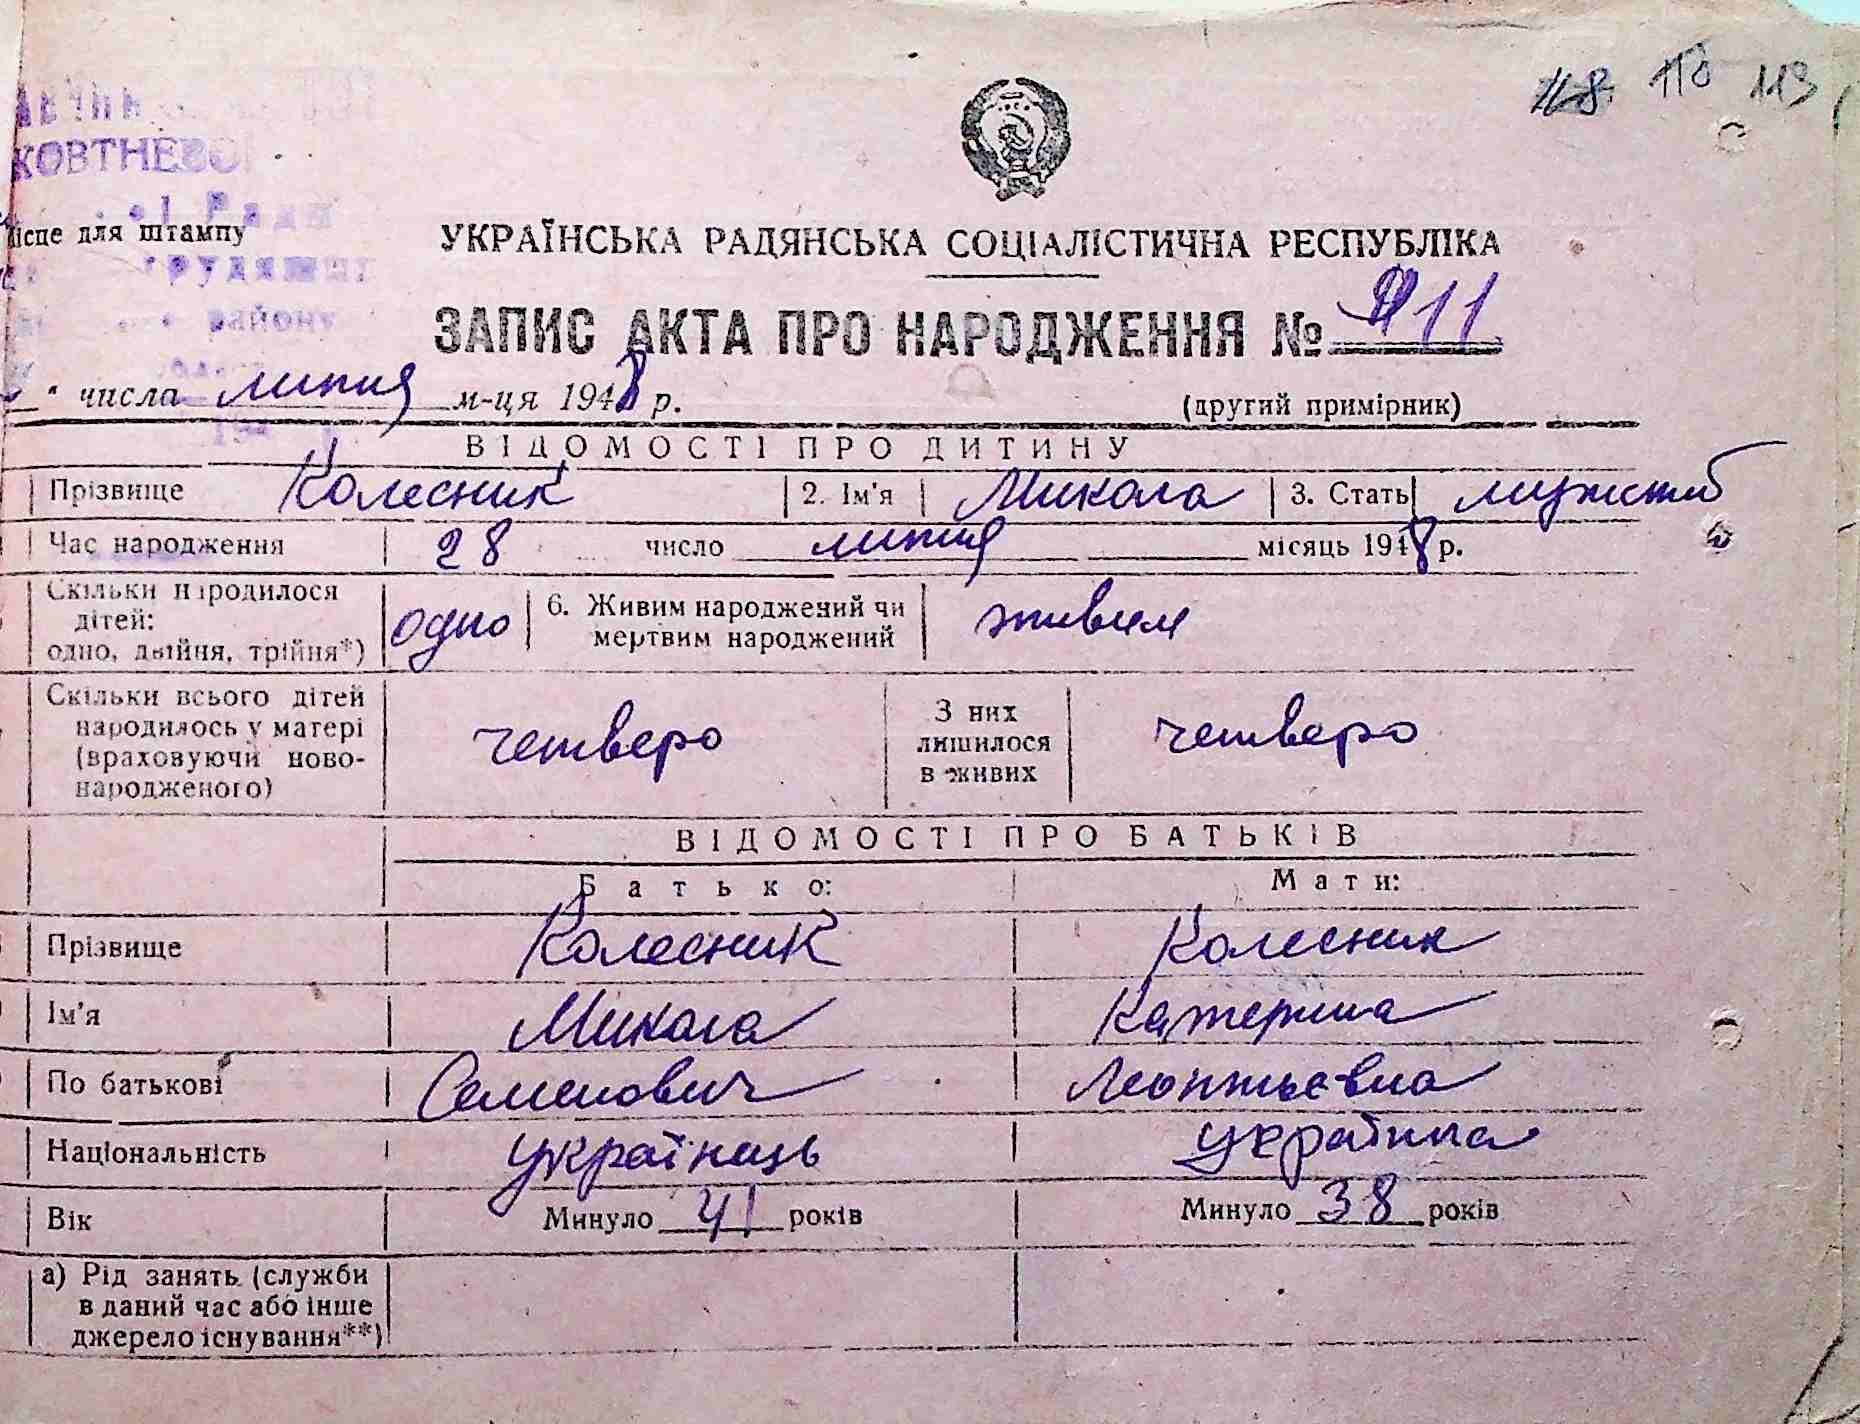 118 110 113
КОВТНЕВО
Раді
місце для штампу
трудящих
району
УКРАЇНСЬКА РАДЯНСЬКА СОЦІАЛІСТИЧНА РЕСПУБЛІКА
ЗАПИС АКТА ПРО НАРОДЖЕННЯ № 911
" числа липня м-ця 1948 р.
(другий примірник)
ВІДОМОСТІ ПРО ДИТИНУ
Прізвище Колесник 2. Ім'я Микола 3. Стать
Час народження 28 число липня місяць 1948 р.
Скільки народилося дітей: одно, двійня, трійня*) одно 6. Живим народжений чи мертвим народжений живим
Скільки всього дітей народилось у матері (враховуючи новонародженого) четверо З них лишилося в живих четверо
ВІДОМОСТІ ПРО БАТЬКІВ
Батько: Мати:
Прізвище Колесник Колесник
Ім'я Микола Катерина
По батькові Семенович Леонтьєвна
Національність українець українка
Вік Минуло 41 років Минуло 38 років
а) Рід занять (служби
в даний час або інше
джерело існування**)